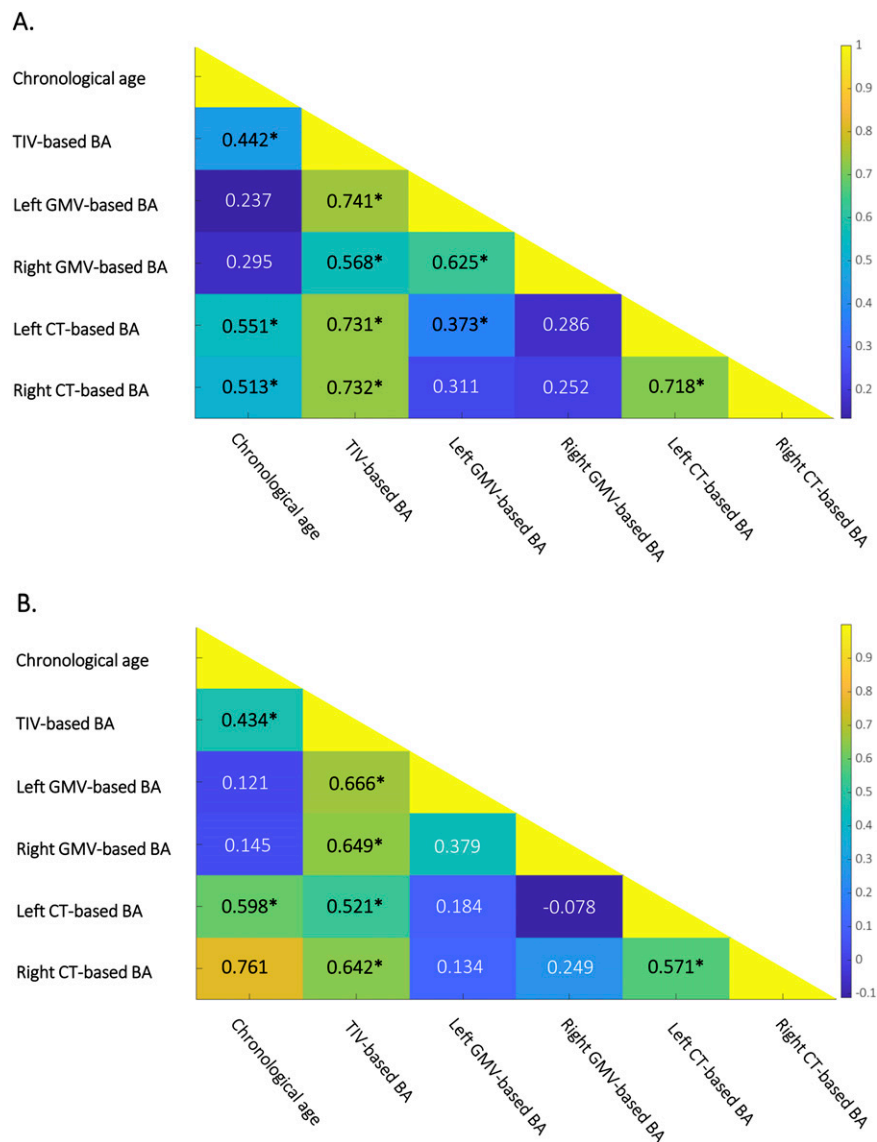 A.
Chronological age
TIV-based BA
0.442*
Left GMV-based BA
0.237
0.741*
Right GMV-based BA
0.295
0.568*
0.625*
Left CT-based BA
0.551*
0.731*
0.373*
0.286
Right CT-based BA
0.513*
0.732*
0.311
0.252
0.718*
Chronological age
TIV-based BA
Left GMV-based BA
Right GMV-based BA
Left CT-based BA
Right CT-based BA
1
0.9
0.8
0.7
0.6
0.5
0.4
0.3
0.2
B.
Chronological age
TIV-based BA
0.434*
Left GMV-based BA
0.121
0.666*
Right GMV-based BA
0.145
0.649*
0.379
Left CT-based BA
0.598*
0.521*
0.184
-0.078
Right CT-based BA
0.761
0.642*
0.134
0.249
0.571*
Chronological age
TIV-based BA
Left GMV-based BA
Right GMV-based BA
Left CT-based BA
Right CT-based BA
0.9
0.8
0.7
0.6
0.5
0.4
0.3
0.2
0.1
0
-0.1